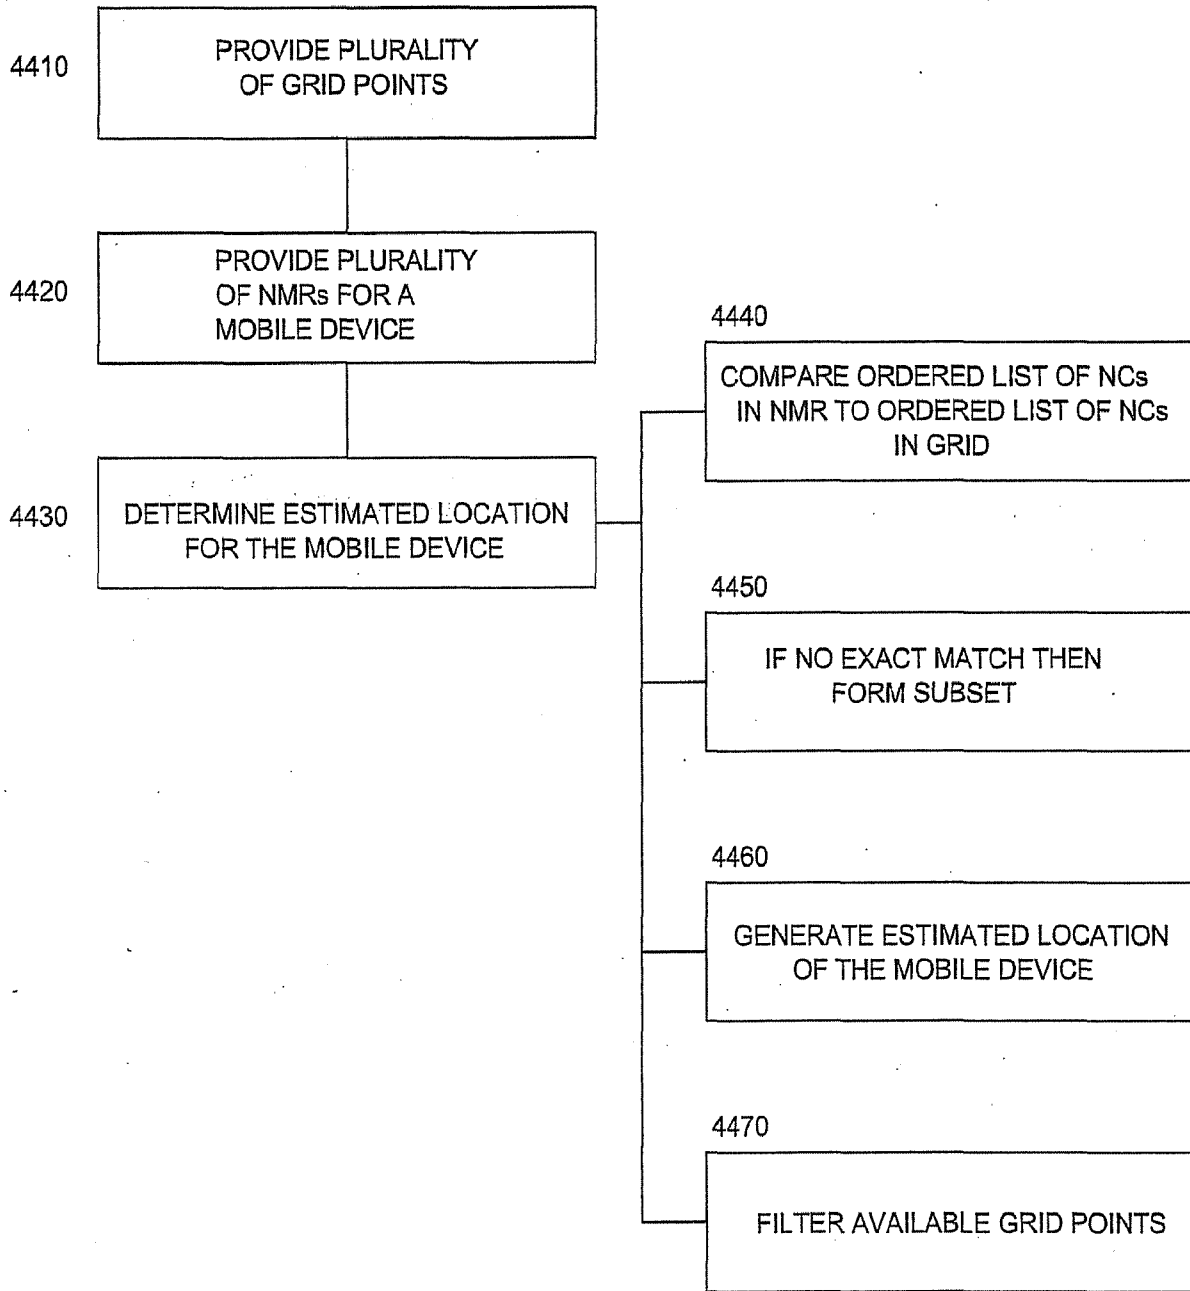 4410
PROVIDE PLURALITY
OF GRID POINTS
4420
PROVIDE PLURALITY
OF NMRs FOR A
MOBILE DEVICE
4430
DETERMINE ESTIMATED LOCATION
FOR THE MOBILE DEVICE
4440
COMPARE ORDERED LIST OF NCs
IN NMR TO ORDERED LIST OF NCs
IN GRID
4450
IF NO EXACT MATCH THEN
FORM SUBSET
4460
GENERATE ESTIMATED LOCATION
OF THE MOBILE DEVICE
4470
FILTER AVAILABLE GRID POINTS